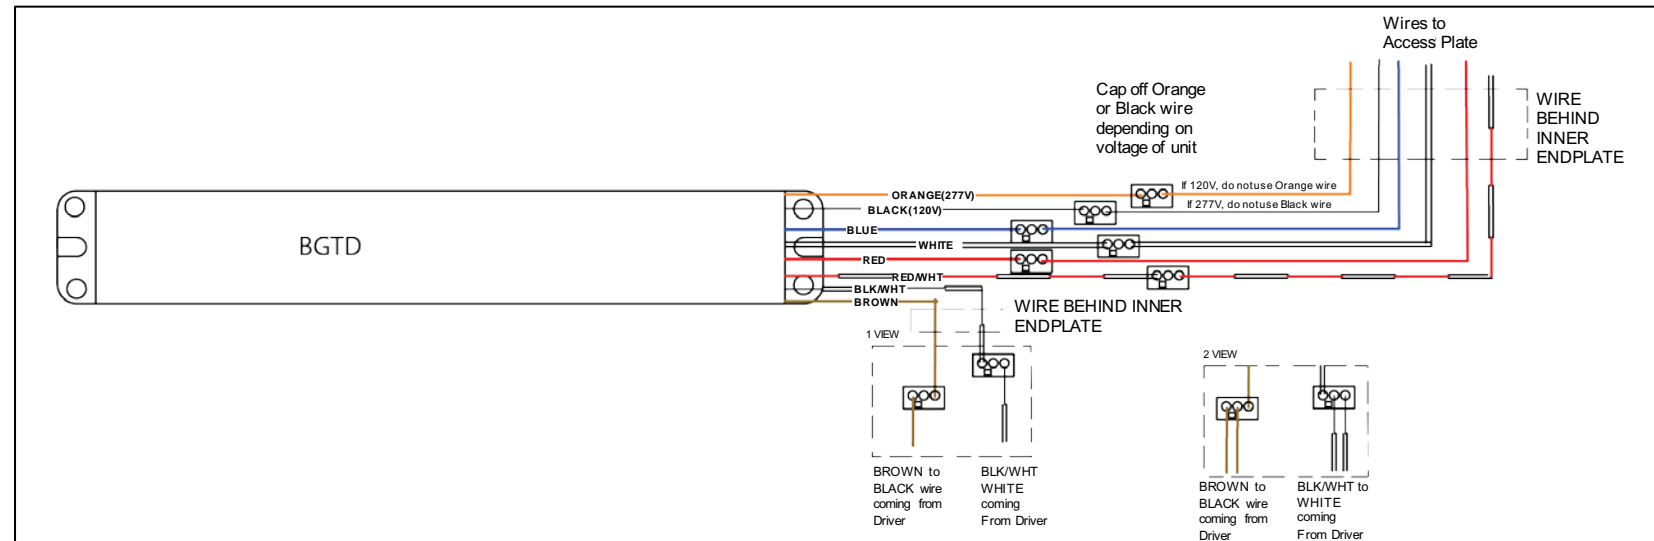 Wires to
Access Plate
Cap off Orange
or Black wire
depending on
voltage of unit
WIRE
BEHIND
INNER
ENDPLATE
ORANGE(277V)
If 120V, do notuse Orange wire
BLACK(120V)
If 277V, do notuse Black wire
BLUE
BGTD
WHITE
RED
RED/WHT
BLK/WHT
BROWN
WIRE BEHIND INNER
ENDPLATE
1 VIEW
2 VIEW
BROWN to
BLACK wire
coming from
Driver
BLK/WHT
WHITE
coming
From Driver
BROWN to
BLACK wire
coming from
Driver
BLK/WHT to
WHITE
coming
From Driver